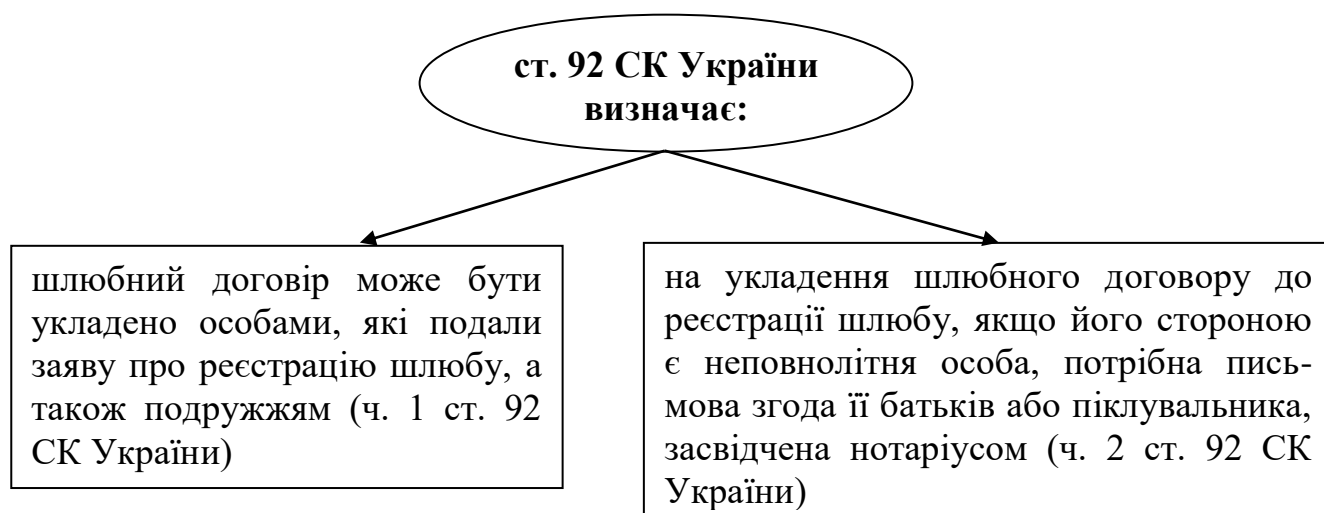 ст. 92 СК України
визначає:
шлюбний договір може бути
укладено особами, які подали
заяву про реєстрацію шлюбу, а
також подружжям (ч. 1 ст. 92
СК України)
на укладення шлюбного договору до
реєстрації шлюбу, якщо його стороною
є неповнолітня особа, потрібна пись-
мова згода її батьків або піклувальника,
засвідчена нотаріусом (ч. 2 ст. 92 СК
України)